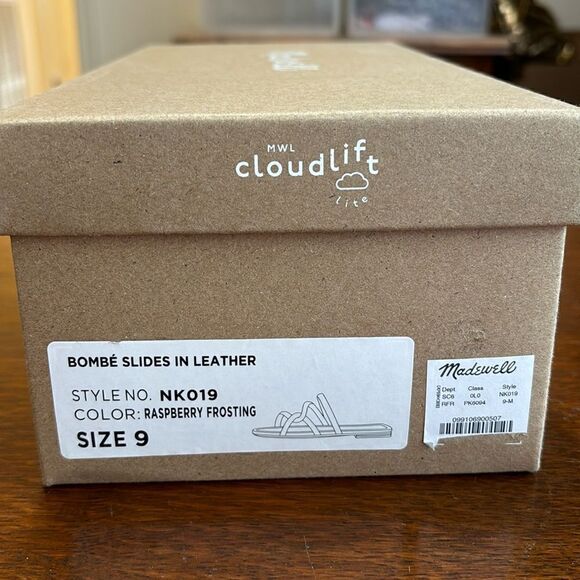 MWL
cloudlift
lite
BOMBÉ SLIDES IN LEATHER
STYLE NO. NK019
COLOR: RASPBERRY FROSTING
SIZE 9
Madewell
Dept. Class Style
SC6 0L0 NK019
RFR PK6094 9-M
099106900507